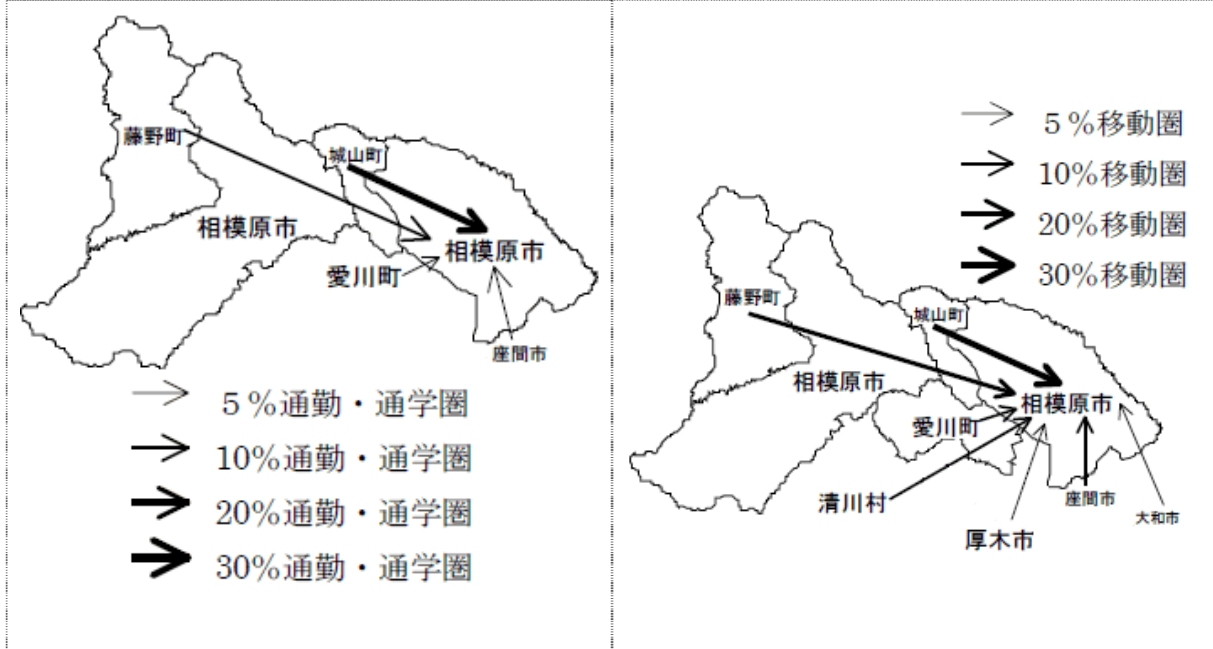 藤野町
城山町
相模原市
相模原市
愛川町
座間市
5%通勤・通学圏
10%通勤・通学圏
20%通勤・通学圏
30%通勤・通学圏
5%移動圏
10%移動圏
20%移動圏
30%移動圏
藤野町
城山町
相模原市
相模原市
愛川町
清川村
座間市
大和市
厚木市